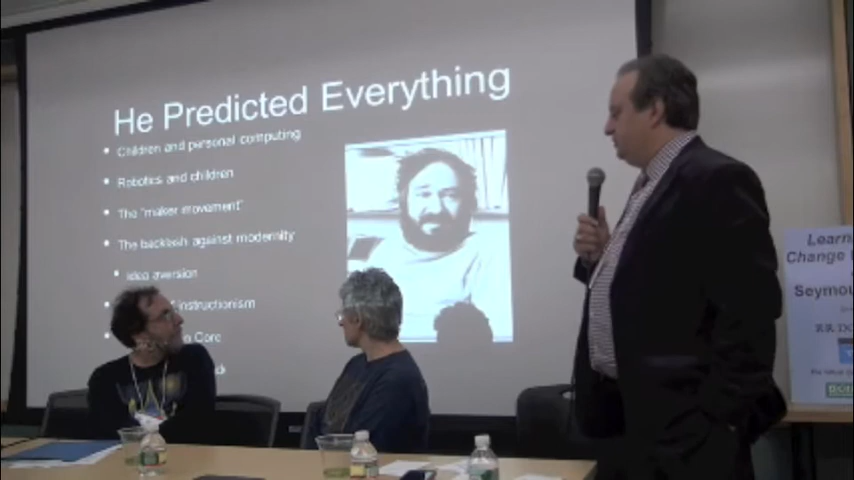 He Predicted Everything
• Children and personal computing
• Robotics and children
• The "maker movement"
• The backlash against modernity
• idea aversion
instructionism
Core
Learn
Change
Seymou